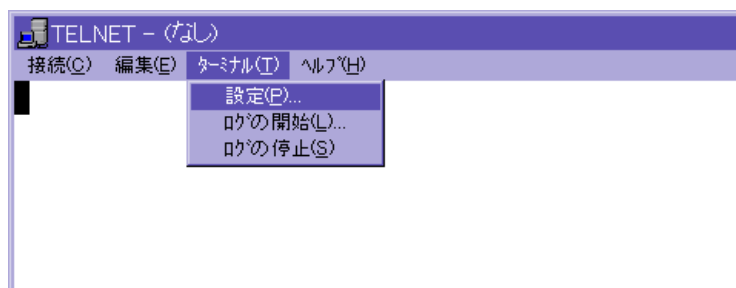 TELNET - (なし)
接続(C) 編集(E) ﾀｰﾐﾅﾙ(T) ﾍﾙﾌﾟ(H)
設定(P)...
ﾛｸﾞの開始(L)...
ﾛｸﾞの停止(S)